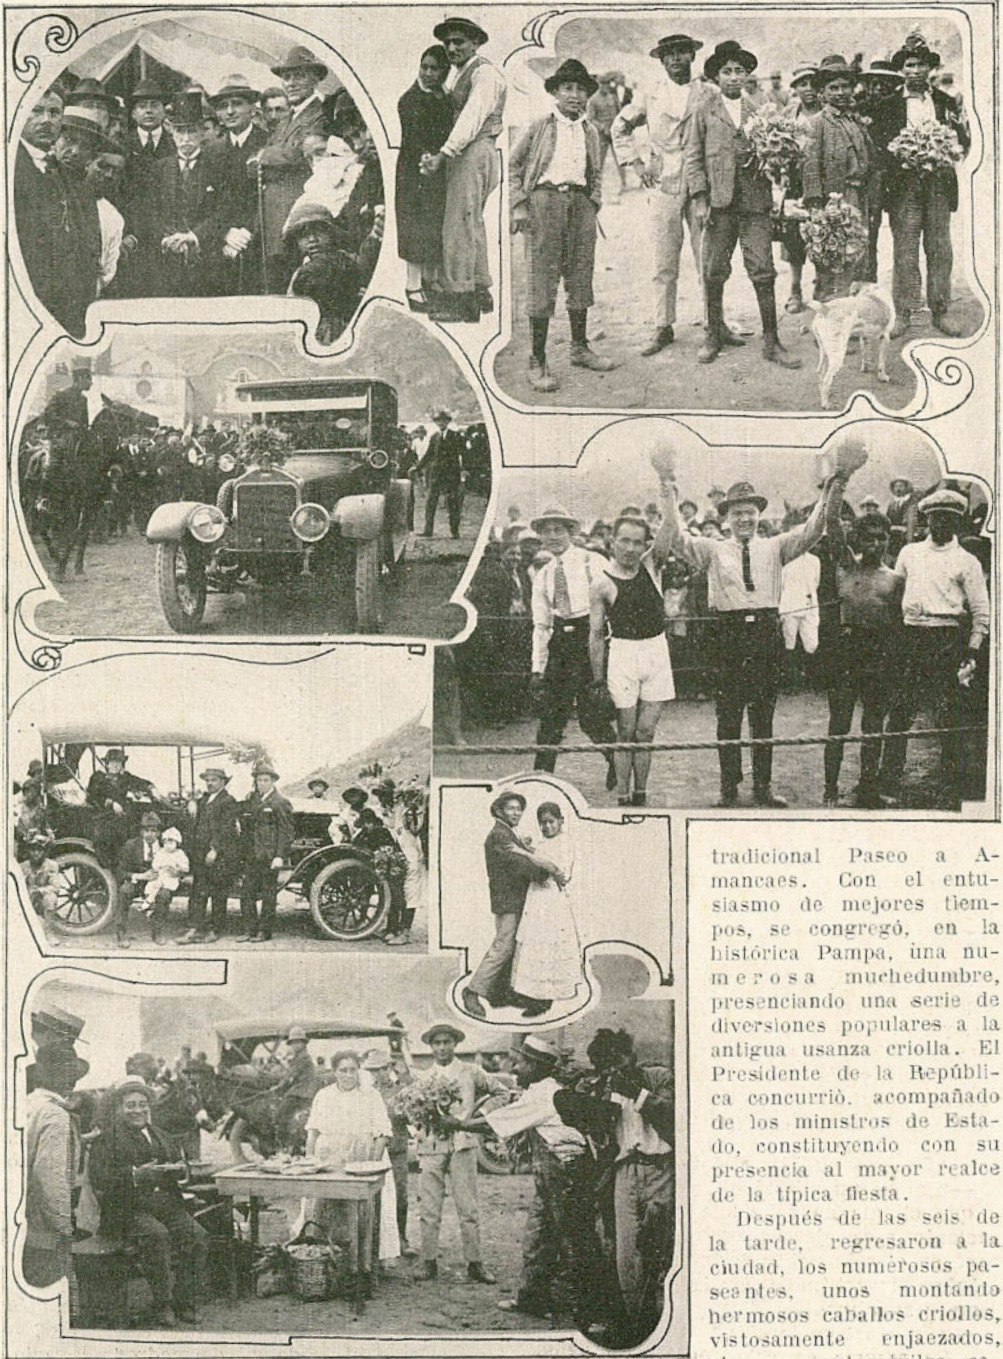 tradicional Paseo a A-
mancaes. Con el entu-
siasmo de mejores tiem-
pos, se congregó, en la
histórica Pampa, una nu-
merosa muchedumbre,
presenciando una serie de
diversiones populares a la
antigua usanza criolla. El
Presidente de la Repúbli-
ca concurriò. acompañado
de los ministros de Esta-
do, constituyendo con su
presencia al mayor realce
de la típica fiesta.
Después de las seis de
la tarde, regresaron a la
ciudad, los numerosos pa-
seantes, unos montando
hermosos caballos criollos,
vistosamente enjaezados,